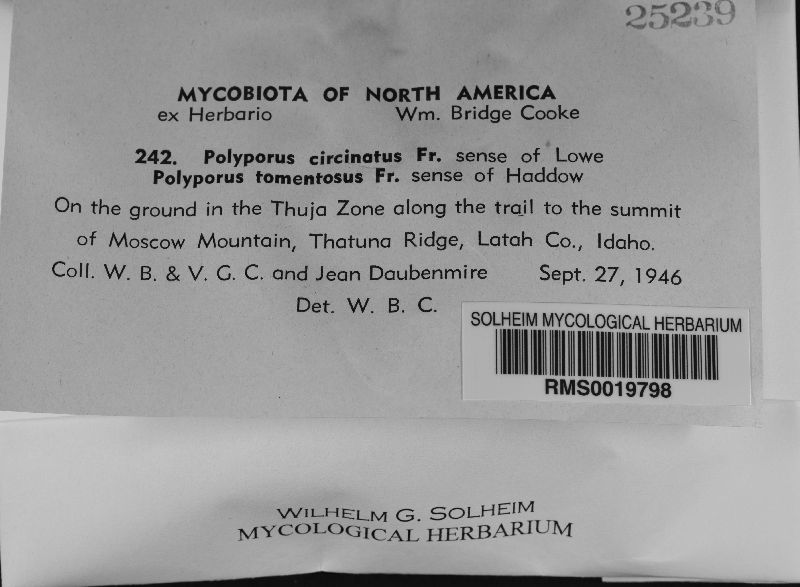 25239
MYCOBIOTA OF NORTH AMERICA
ex Herbario Wm. Bridge Cooke
242. Polyporus circinatus Fr. sense of Lowe
Polyporus tomentosus Fr. sense of Haddow
On the ground in the Thuja Zone along the trail to the summit
of Moscow Mountain, Thatuna Ridge, Latah Co., Idaho.
Coll. W. B. & V. G. C. and Jean Daubenmire Sept. 27, 1946
Det. W. B. C.
SOLHEIM MYCOLOGICAL HERBARIUM
RMS0019798
WILHELM G. SOLHEIM
MYCOLOGICAL HERBARIUM